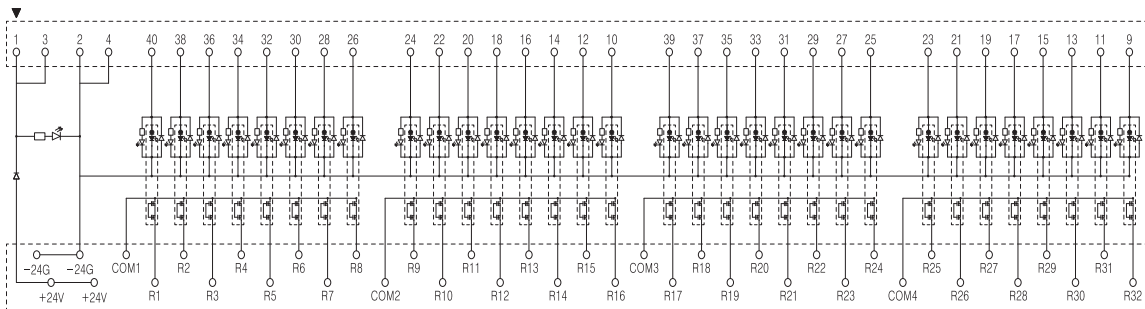 1 3 2 4 40 38 36 34 32 30 28 26 24 22 20 18 16 14 12 10 39 37 35 33 31 29 27 25 23 21 19 17 15 13 11 9
-24G -24G COM1 R2 R4 R6 R8 R9 R11 R13 R15 COM3 R18 R20 R22 R24 R25 R27 R29 R31
+24V +24V R1 R3 R5 R7 COM2 R10 R12 R14 R16 R17 R19 R21 R23 COM4 R26 R28 R30 R32